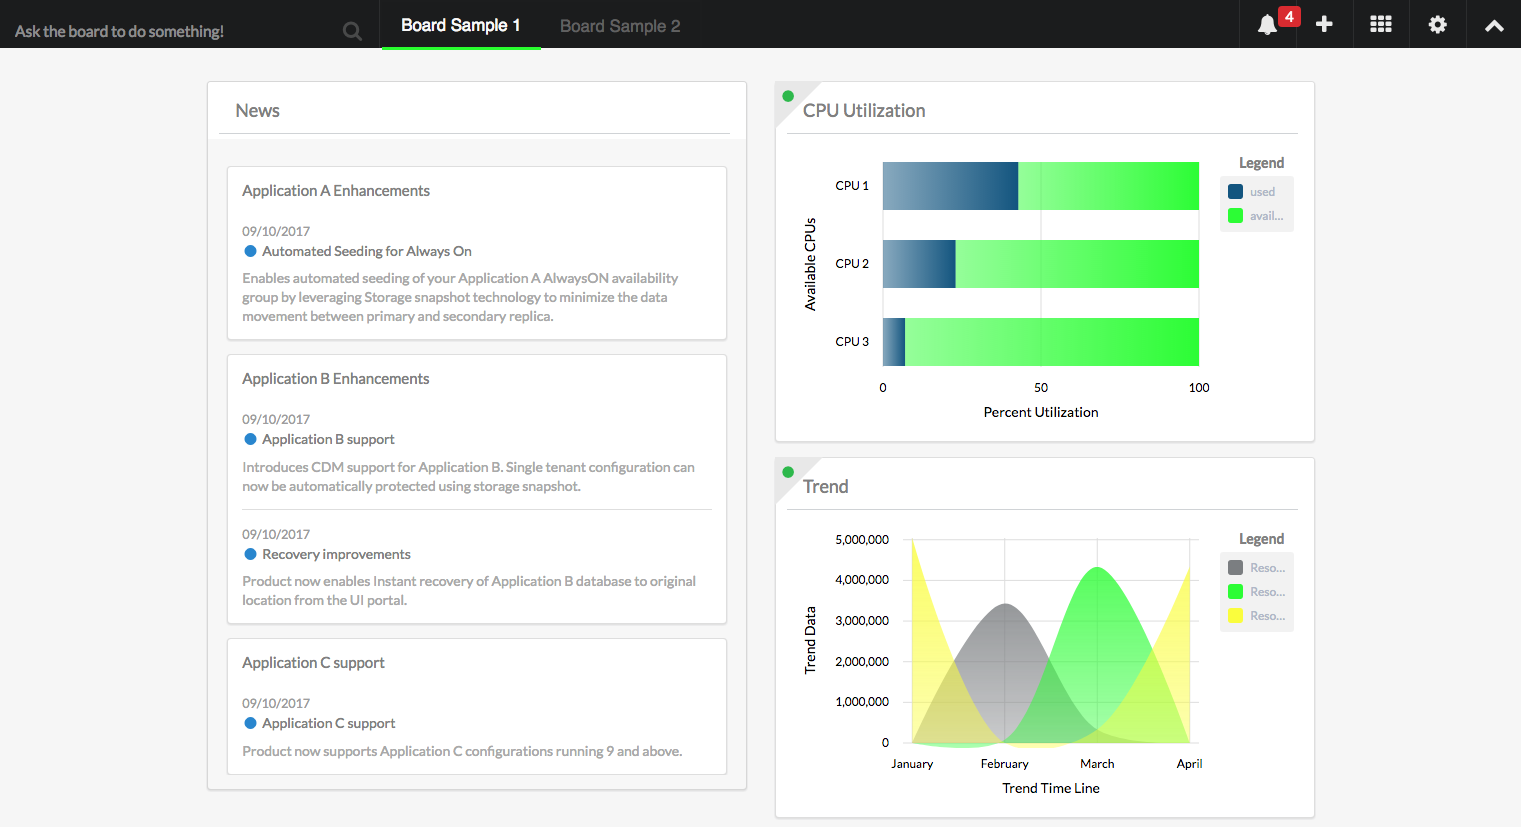 Ask the board to do something!
Board Sample 1
Board Sample 2
4
News
Application A Enhancements
09/10/2017
Automated Seeding for Always On
Enables automated seeding of your Application A AlwaysON availability
group by leveraging Storage snapshot technology to minimize the data
movement between primary and secondary replica.
Application B Enhancements
09/10/2017
Application B support
Introduces CDM support for Application B. Single tenant configuration can
now be automatically protected using storage snapshot.
09/10/2017
Recovery improvements
Product now enables Instant recovery of Application B database to original
location from the UI portal.
Application C support
09/10/2017
Application C support
Product now supports Application C configurations running 9 and above.
CPU Utilization
Available CPUs
CPU 1
CPU 2
CPU 3
0
50
100
Percent Utilization
Legend
used
avail...
Trend
Trend Data
5,000,000
4,000,000
3,000,000
2,000,000
1,000,000
0
January
February
March
April
Trend Time Line
Legend
Reso...
Reso...
Reso...